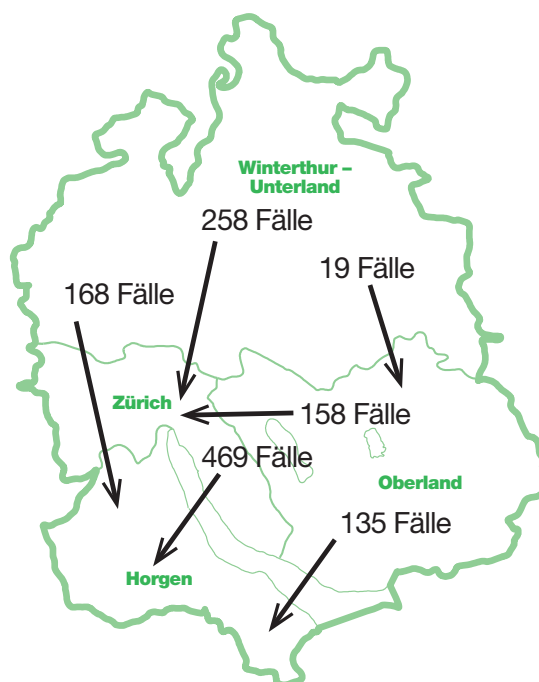 Winterthur –
Unterland
258 Fälle
19 Fälle
168 Fälle
Zürich
158 Fälle
469 Fälle
Oberland
135 Fälle
Horgen